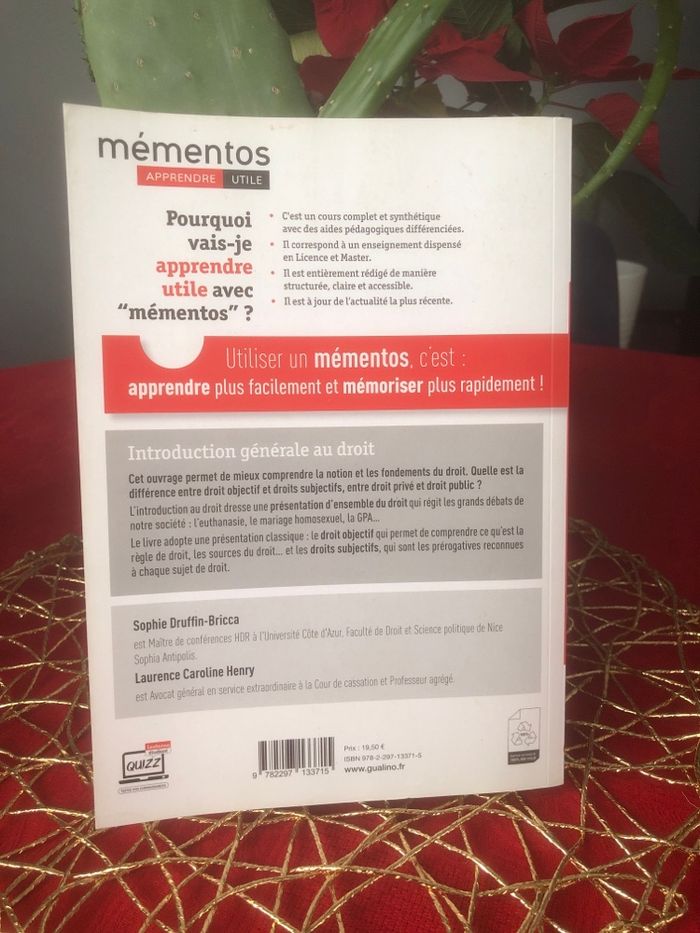 mémentos
APPRENDRE UTILE
Pourquoi
vais-je
apprendre
utile avec
“mémentos” ?
• C'est un cours complet et synthétique
avec des aides pédagogiques différenciées.
• Il correspond à un enseignement dispensé
en Licence et Master.
• Il est entièrement rédigé de manière
structurée, claire et accessible.
• Il est à jour de l'actualité la plus récente.
Utiliser un mémentos, c'est :
apprendre plus facilement et mémoriser plus rapidement !
Introduction générale au droit
Cet ouvrage permet de mieux comprendre la notion et les fondements du droit. Quelle est la
différence entre droit objectif et droits subjectifs, entre droit privé et droit public ?
L'introduction au droit dresse une présentation d'ensemble du droit qui régit les grands débats de
notre société : l'euthanasie, le mariage homosexuel, la GPA...
Le livre adopte une présentation classique : le droit objectif qui permet de comprendre ce qu'est la
règle de droit, les sources du droit... et les droits subjectifs, qui sont les prérogatives reconnues
à chaque sujet de droit.
Sophie Druffin-Bricca
est Maître de conférences HDR à l'Université Côte d'Azur, Faculté de Droit et Science politique de Nice
Sophia Antipolis.
Laurence Caroline Henry
est Avocat général en service extraordinaire à la Cour de cassation et Professeur agrégé.
QUIZZ
9 782297 133715
Prix : 19,50 €
ISBN 978-2-297-13371-5
www.gualino.fr